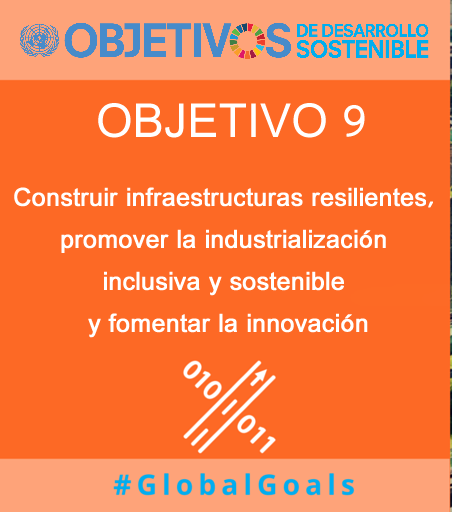 OBJETIVOS DE DESARROLLO SOSTENIBLE
OBJETIVO 9
Construir infraestructuras resilientes,
promover la industrialización
inclusiva y sostenible
y fomentar la innovación
010
011
#GlobalGoals